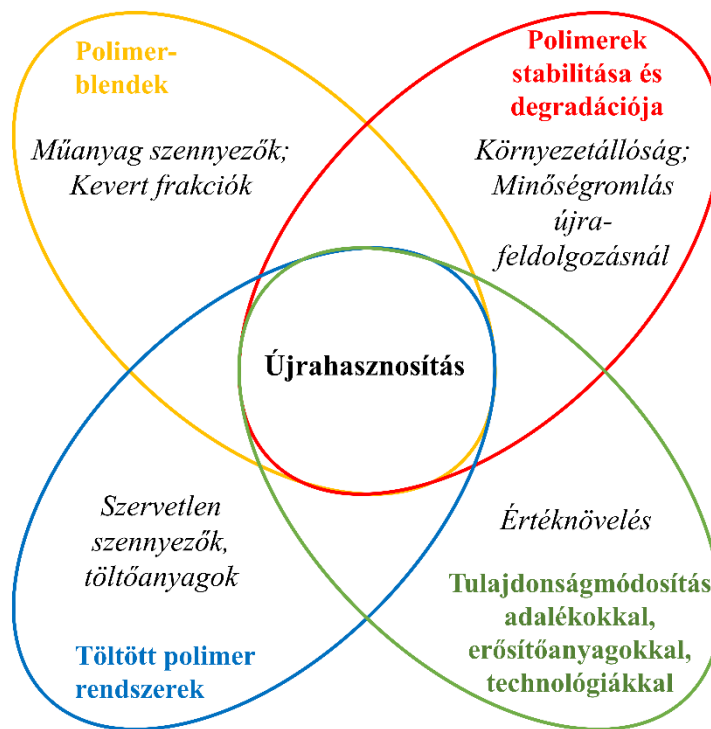 Polimer-
blendek
Műanyag szennyezők;
Kevert frakciók
Polimerek
stabilitása és
degradációja
Környezetállóság;
Minőségromlás
újra-
feldolgozásnál
Újrahasznosítás
Szervetlen
szennyezők,
töltőanyagok
Töltött polimer
rendszerek
Értéknövelés
Tulajdonságmódosítás
adalékokkal,
erősítőanyagokkal,
technológiákkal